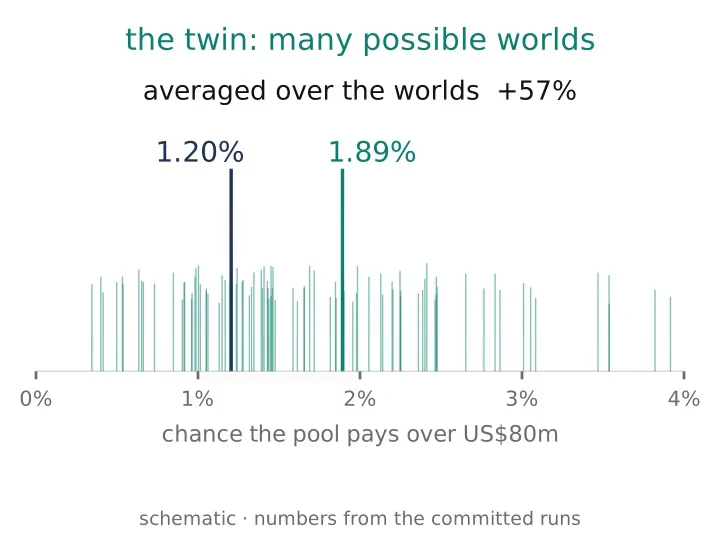 the twin: many possible worlds
averaged over the worlds  +57%
1.20% 1.89%
0% 1% 2% 3% 4%
chance the pool pays over US$80m
schematic · numbers from the committed runs